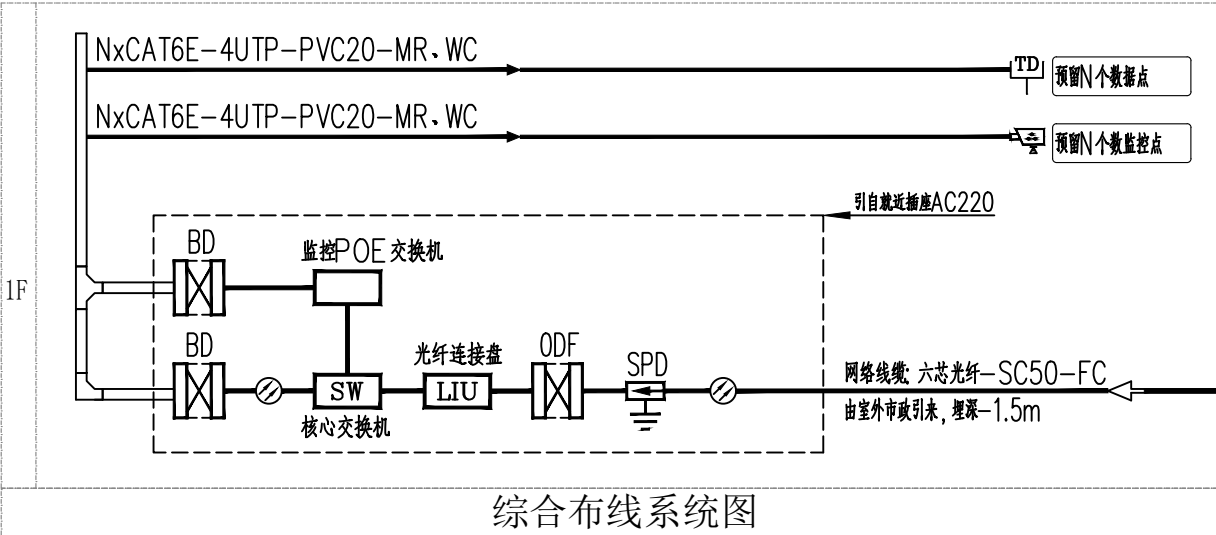 NxCAT6E-4UTP-PVC20-MR、WC
TD
预留N个数据点
NxCAT6E-4UTP-PVC20-MR、WC
预留N个数监控点
引自就近插座AC220
BD
监控POE交换机
1F
BD
光纤连接盘
ODF
SPD
网络线缆: 六芯光纤-SC50-FC
SW
LIU
由室外市政引来, 埋深-1.5m
核心交换机
综合布线系统图